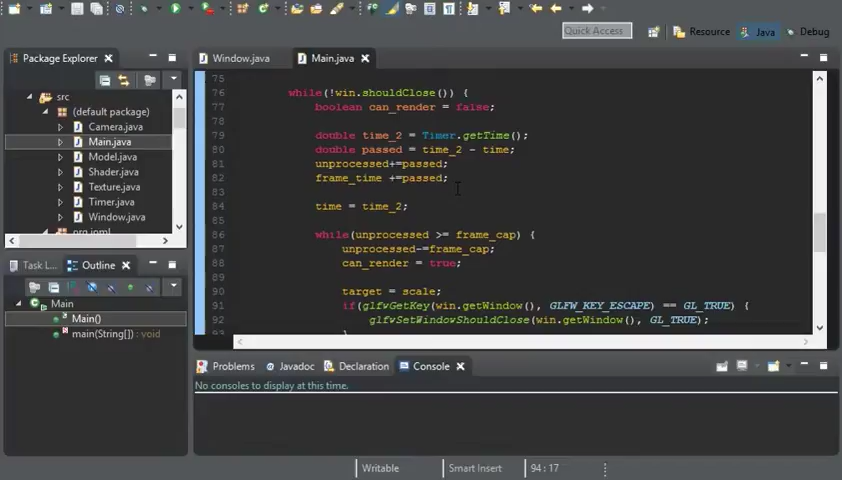 Quick Access
Resource
Java
Debug
Package Explorer
Window.java
Main.java
src
(default package)
Camera.java
Main.java
Model.java
Shader.java
Texture.java
Timer.java
Window.java
75
76 while(!win.shouldClose()) {
77 boolean can_render = false;
78
79 double time_2 = Timer.getTime();
80 double passed = time_2 - time;
81 unprocessed+=passed;
82 frame_time +=passed;
83
84 time = time_2;
85
86 while(unprocessed >= frame_cap) {
87 unprocessed-=frame_cap;
88 can_render = true;
89
90 target = scale;
91 if(glfwGetKey(win.getWindow(), GLFW_KEY_ESCAPE) == GL_TRUE) {
92 glfwSetWindowShouldClose(win.getWindow(), GL_TRUE);
Task L...
Outline
Main
Main()
main(String[]) : void
Problems
Javadoc
Declaration
Console
No consoles to display at this time.
Writable
Smart Insert
94 : 17